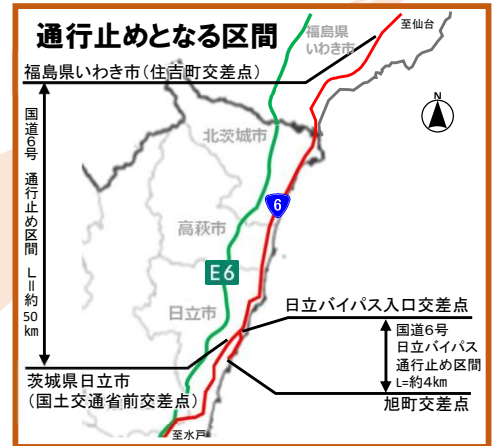 通行止めとなる区間
至仙台
福島県
いわき市
福島県いわき市(住吉町交差点)
N
国道6号 通行止め区間 L=約50km
北茨城市
6
高萩市
E6
日立市
日立バイパス入口交差点
国道6号
日立バイパス
通行止め区間
L=約4km
茨城県日立市
(国土交通省前交差点)
旭町交差点
至水戸